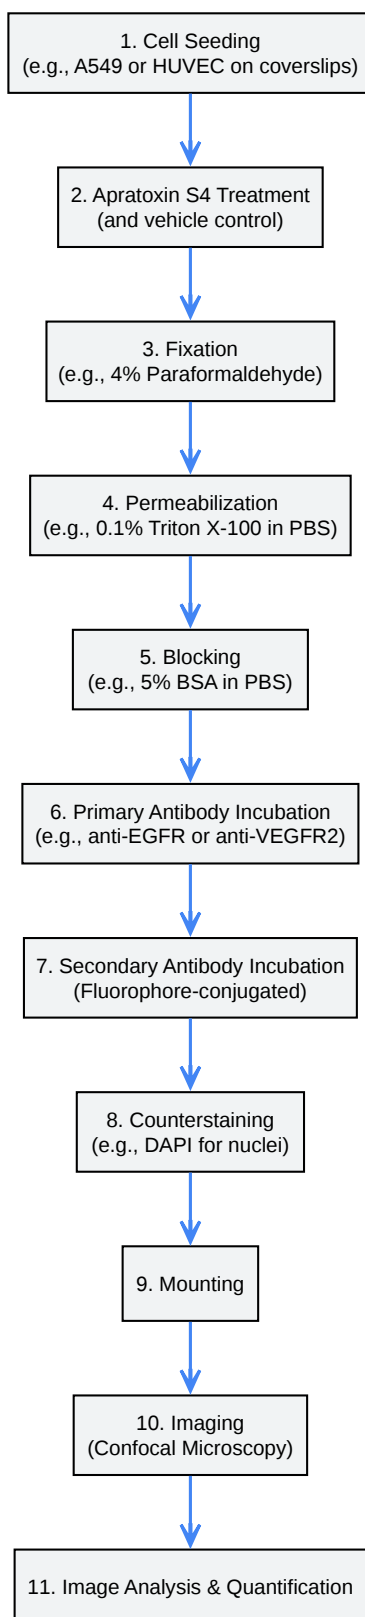 1. Cell Seeding
(e.g., A549 or HUVEC on coverslips)
2. Apratoxin S4 Treatment
(and vehicle control)
3. Fixation
(e.g., 4% Paraformaldehyde)
4. Permeabilization
(e.g., 0.1% Triton X-100 in PBS)
5. Blocking
(e.g., 5% BSA in PBS)
6. Primary Antibody Incubation
(e.g., anti-EGFR or anti-VEGFR2)
7. Secondary Antibody Incubation
(Fluorophore-conjugated)
8. Counterstaining
(e.g., DAPI for nuclei)
9. Mounting
10. Imaging
(Confocal Microscopy)
11. Image Analysis & Quantification